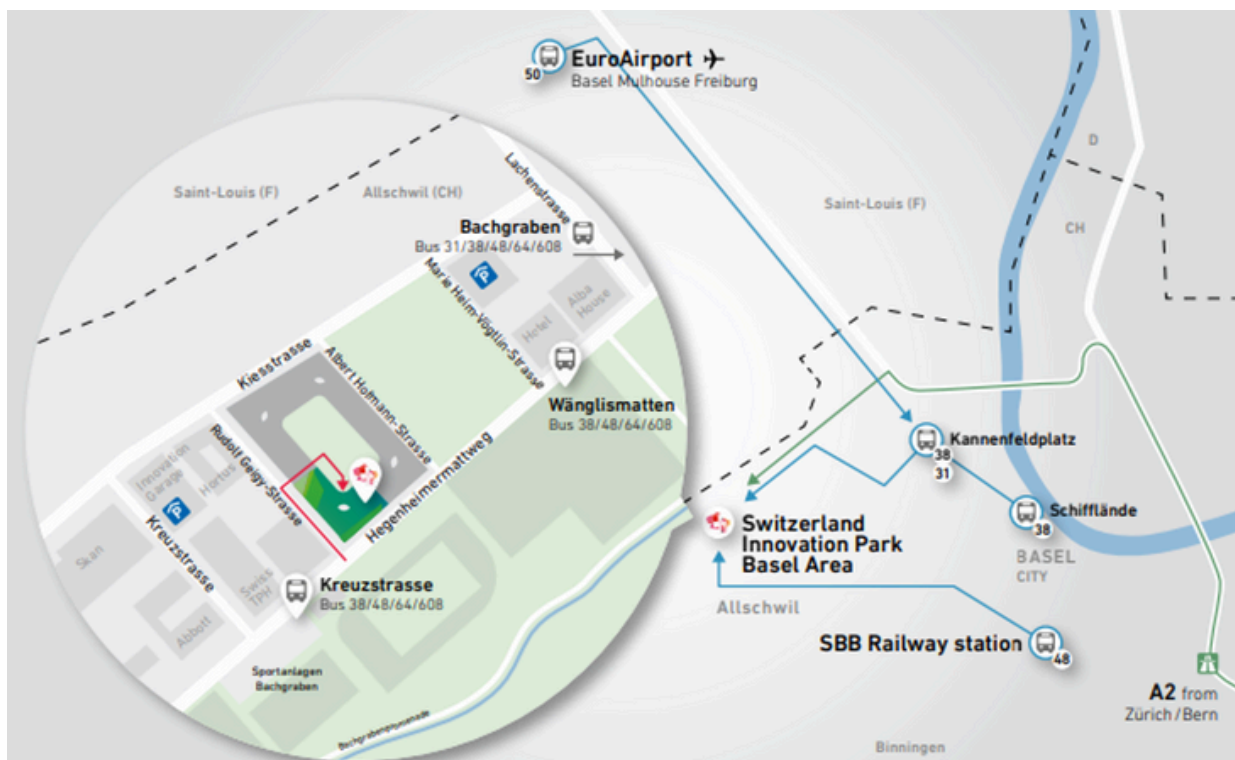 50
EuroAirport
Basel Mulhouse Freiburg
Saint-Louis (F)
Allschwil (CH)
Lachenstrasse
Bachgraben
Bus 31/38/48/64/608
Marie Heim-Vögtlin-Strasse
Hotel
Alba
House
Wänglismatten
Bus 38/48/64/608
Kiesstrasse
Albert Hofmann-Strasse
Rudolf Geigy-Strasse
Innovation
Garage
Hortus
P
P
Kreuzstrasse
Skan
Swiss
TPH
Abbott
Hegenheimermattweg
Kreuzstrasse
Bus 38/48/64/608
Sportanlagen
Bachgraben
Bachgrabenpromenade
Saint-Louis (F)
D
CH
Kannenfeldplatz
38
31
Schifflände
38
BASEL
CITY
Switzerland
Innovation Park
Basel Area
Allschwil
SBB Railway station
48
A2 from
Zürich/Bern
Binningen